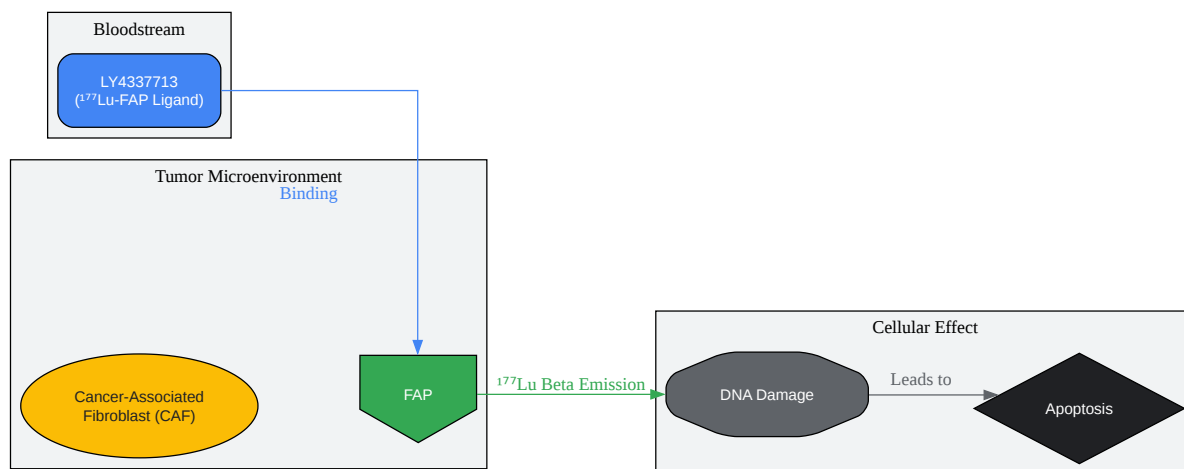 Bloodstream
LY4337713
(¹⁷⁷Lu-FAP Ligand)
Tumor Microenvironment
Binding
Cancer-Associated
Fibroblast (CAF)
FAP
¹⁷⁷Lu Beta Emission
Cellular Effect
DNA Damage
Leads to
Apoptosis